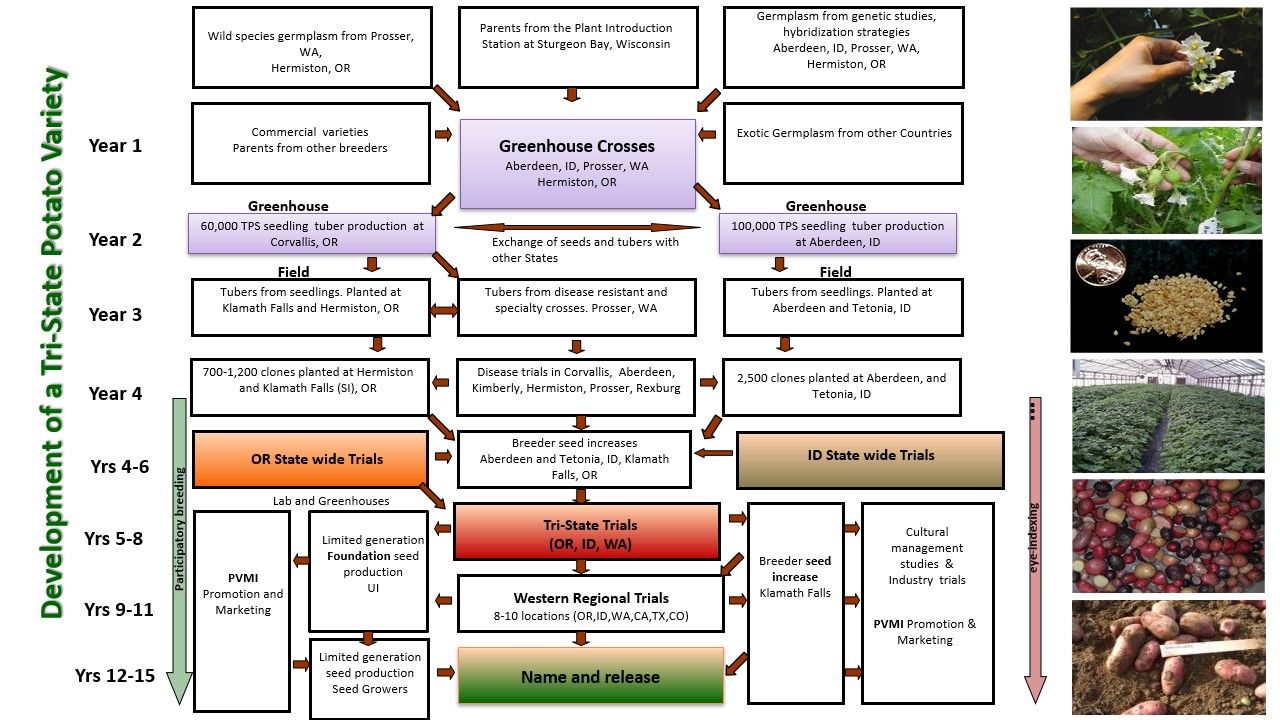 Development of a Tri-State Potato Variety
Wild species germplasm from Prosser,
WA,
Hermiston, OR
Parents from the Plant Introduction
Station at Sturgeon Bay, Wisconsin
Germplasm from genetic studies,
hybridization strategies
Aberdeen, ID, Prosser, WA,
Hermiston, OR
Year 1
Commercial varieties
Parents from other breeders
Greenhouse Crosses
Aberdeen, ID, Prosser, WA
Hermiston, OR
Exotic Germplasm from other Countries
Year 2
Greenhouse
60,000 TPS seedling tuber production at
Corvallis, OR
Exchange of seeds and tubers with
other States
Greenhouse
100,000 TPS seedling tuber production
at Aberdeen, ID
Year 3
Field
Tubers from seedlings. Planted at
Klamath Falls and Hermiston, OR
Tubers from disease resistant and
specialty crosses. Prosser, WA
Field
Tubers from seedlings. Planted at
Aberdeen and Tetonia, ID
Year 4
700-1,200 clones planted at Hermiston
and Klamath Falls (SI), OR
Disease trials in Corvallis, Aberdeen,
Kimberly, Hermiston, Prosser, Rexburg
2,500 clones planted at Aberdeen, and
Tetonia, ID
Yrs 4-6
OR State wide Trials
Breeder seed increases
Aberdeen and Tetonia, ID, Klamath
Falls, OR
ID State wide Trials
Participatory breeding
eye-indexing
...
Yrs 5-8
Lab and Greenhouses
PVMI
Promotion and
Marketing
Limited generation
Foundation seed
production
UI
Tri-State Trials
(OR, ID, WA)
Breeder seed
increase
Klamath Falls
Cultural
management
studies &
Industry trials
PVMI Promotion &
Marketing
Yrs 9-11
Western Regional Trials
8-10 locations (OR,ID,WA,CA,TX,CO)
Yrs 12-15
Limited generation
seed production
Seed Growers
Name and release